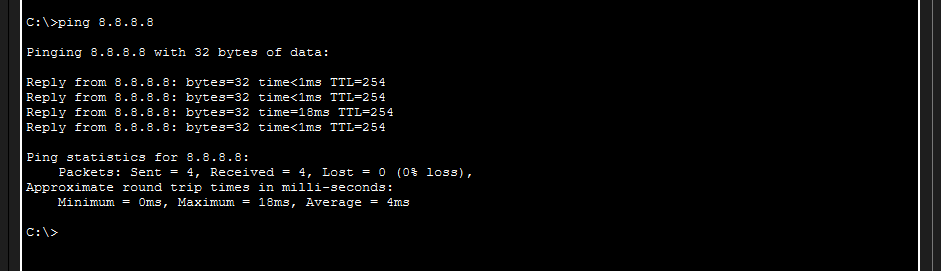 C:\>ping 8.8.8.8
Pinging 8.8.8.8 with 32 bytes of data:
Reply from 8.8.8.8: bytes=32 time<1ms TTL=254
Reply from 8.8.8.8: bytes=32 time<1ms TTL=254
Reply from 8.8.8.8: bytes=32 time=18ms TTL=254
Reply from 8.8.8.8: bytes=32 time<1ms TTL=254
Ping statistics for 8.8.8.8:
    Packets: Sent = 4, Received = 4, Lost = 0 (0% loss),
Approximate round trip times in milli-seconds:
    Minimum = 0ms, Maximum = 18ms, Average = 4ms
C:\>